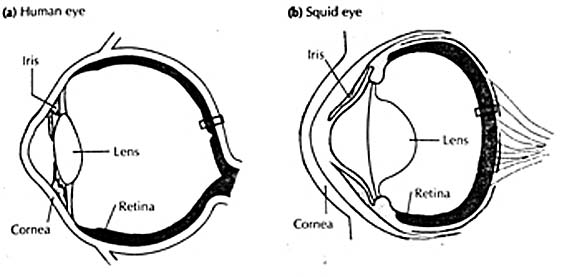 (a) Human eye
Iris
Lens
Retina
Cornea
(b) Squid eye
Iris
Lens
Retina
Cornea